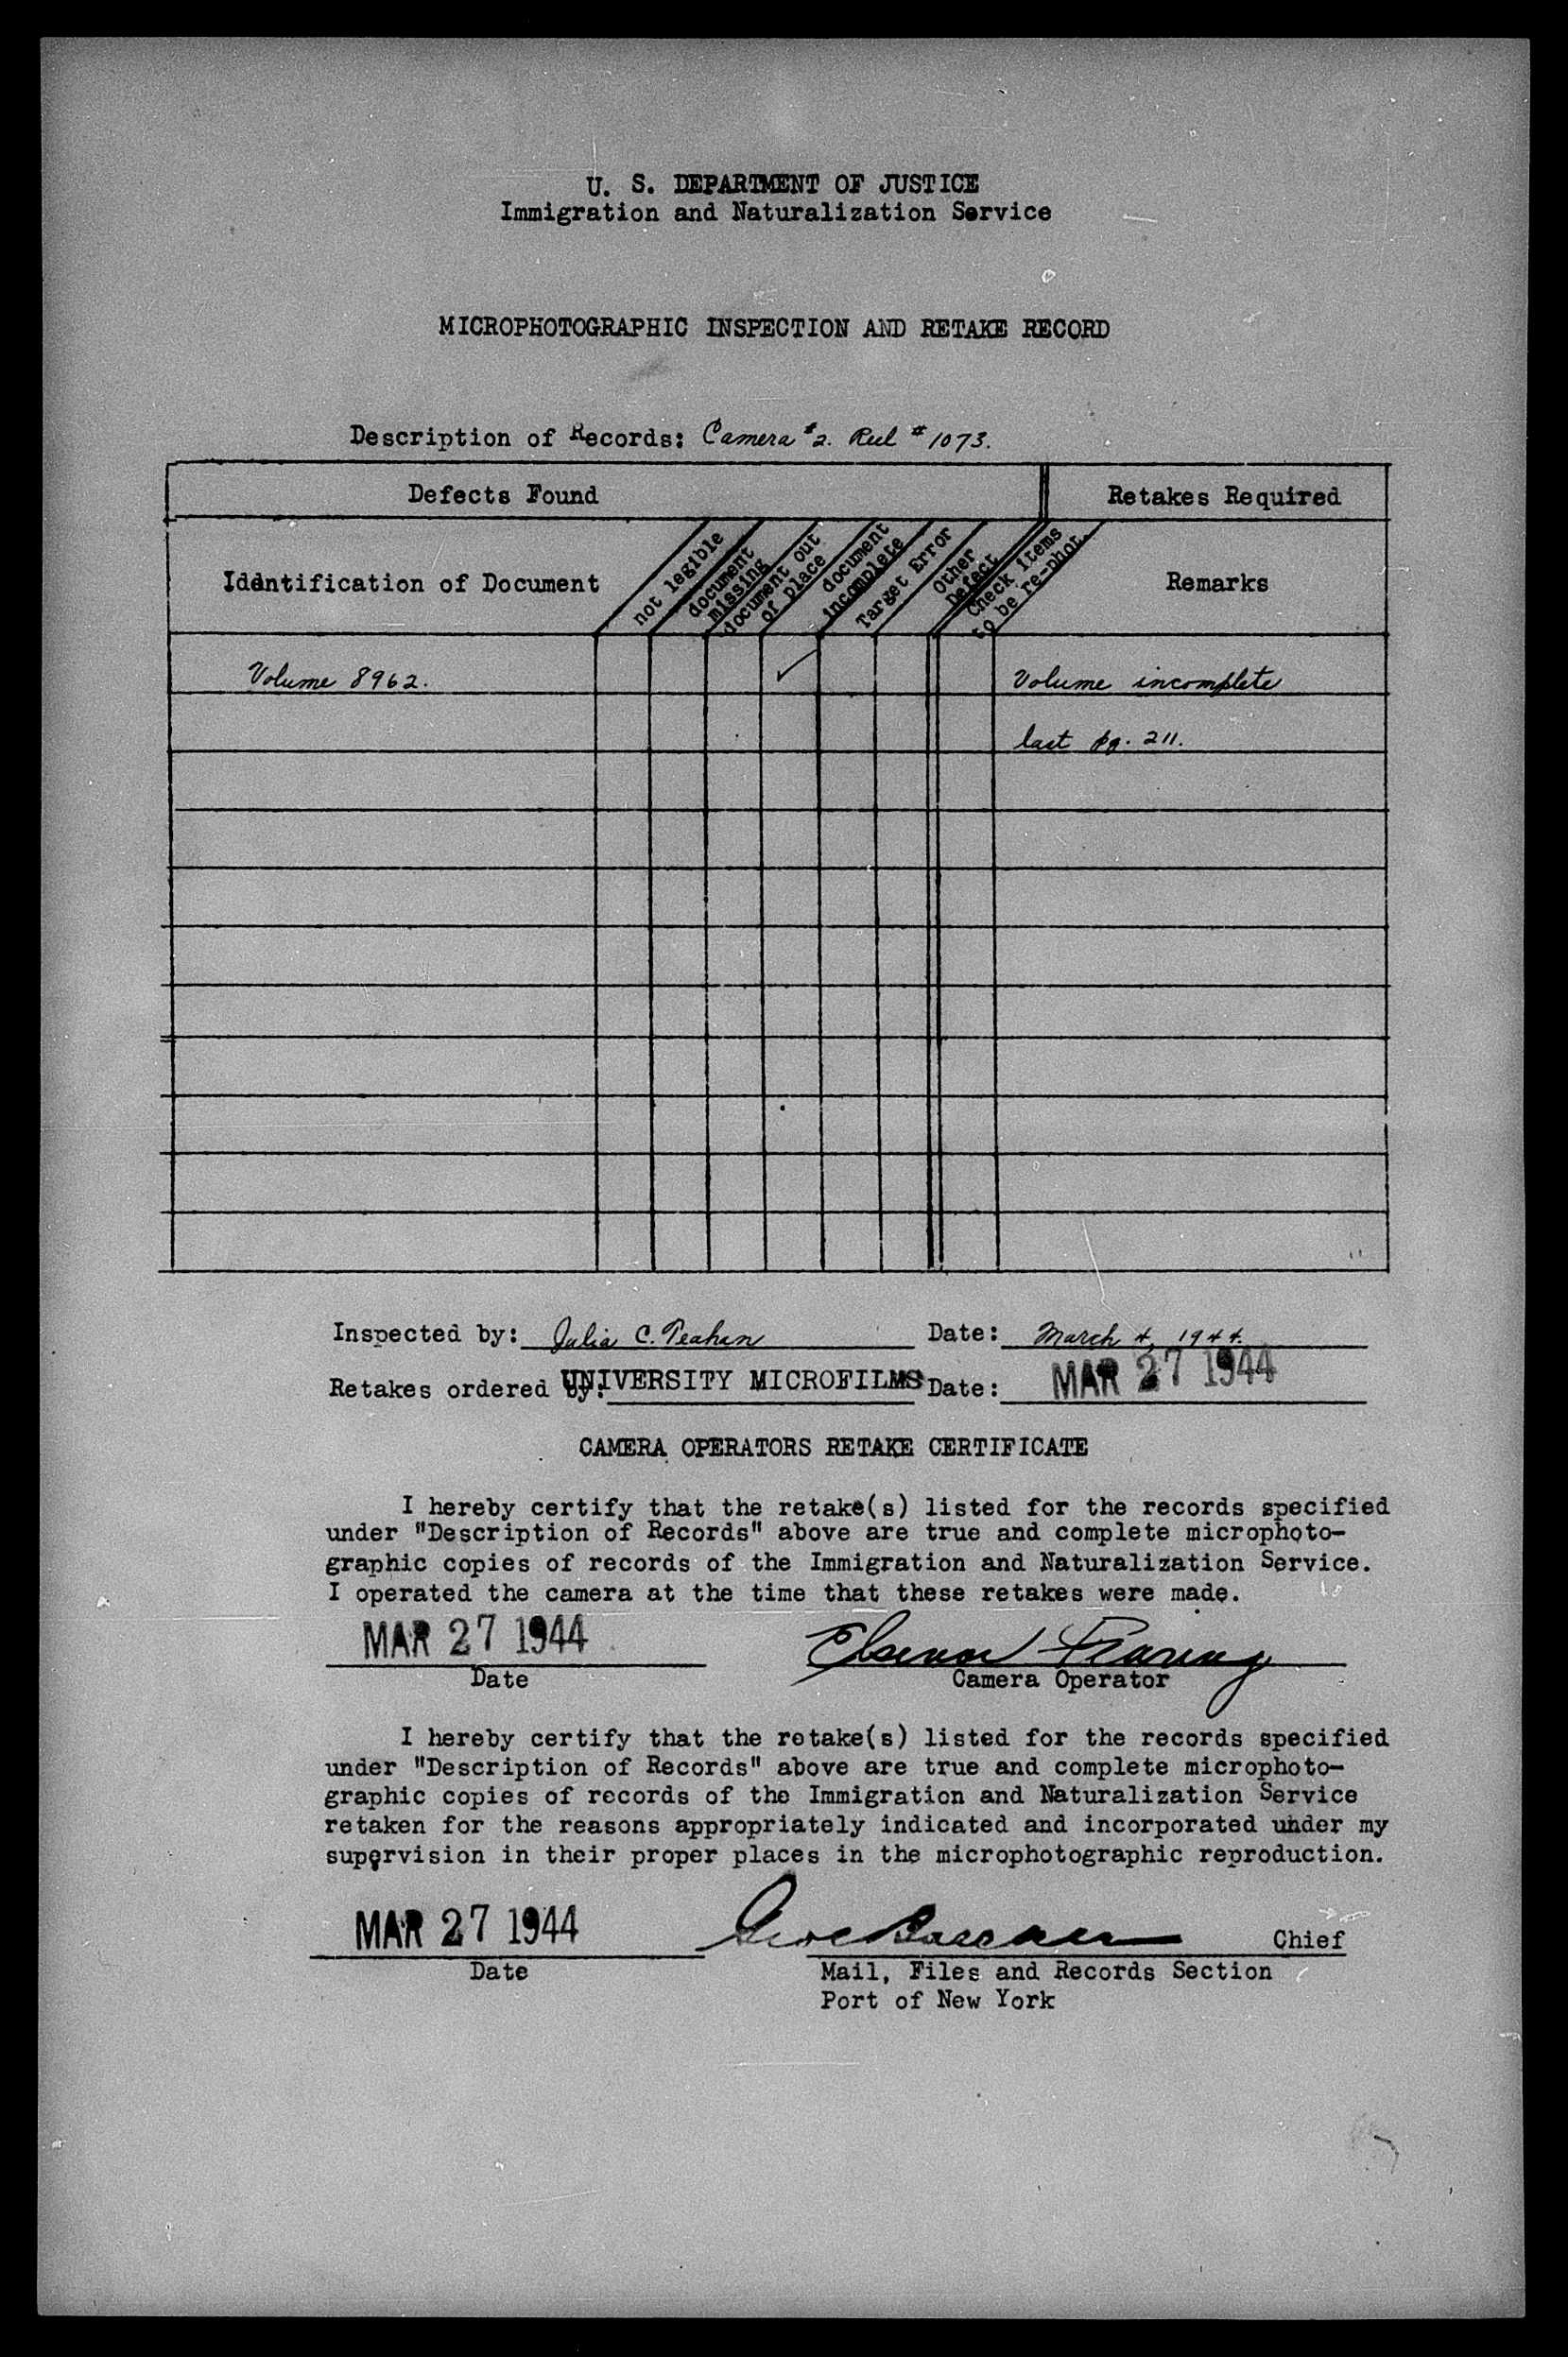 U. S. DEPARTMENT OF JUSTICE
Immigration and Naturalization Service
MICROPHOTOGRAPHIC INSPECTION AND RETAKE RECORD
Description of Records: Camera #2. Reel #1073.
Defects Found
Retakes Required
Identification of Document
not legible
document missing
document out of place
document incomplete
Target Error
Other Defect
Check items to be re-phot.
Remarks
Volume 8962. ✓ Volume incomplete
last pg. 211.
Inspected by: Julia C. Date: March 4, 1944.
Retakes ordered by: UNIVERSITY MICROFILMS Date: MAR 27 1944
CAMERA OPERATORS RETAKE CERTIFICATE
I hereby certify that the retake(s) listed for the records specified
under "Description of Records" above are true and complete microphoto-
graphic copies of records of the Immigration and Naturalization Service.
I operated the camera at the time that these retakes were made.
MAR 27 1944
Date
Camera Operator
I hereby certify that the retake(s) listed for the records specified
under "Description of Records" above are true and complete microphoto-
graphic copies of records of the Immigration and Naturalization Service
retaken for the reasons appropriately indicated and incorporated under my
supervision in their proper places in the microphotographic reproduction.
MAR 27 1944
Chief
Date
Mail, Files and Records Section
Port of New York